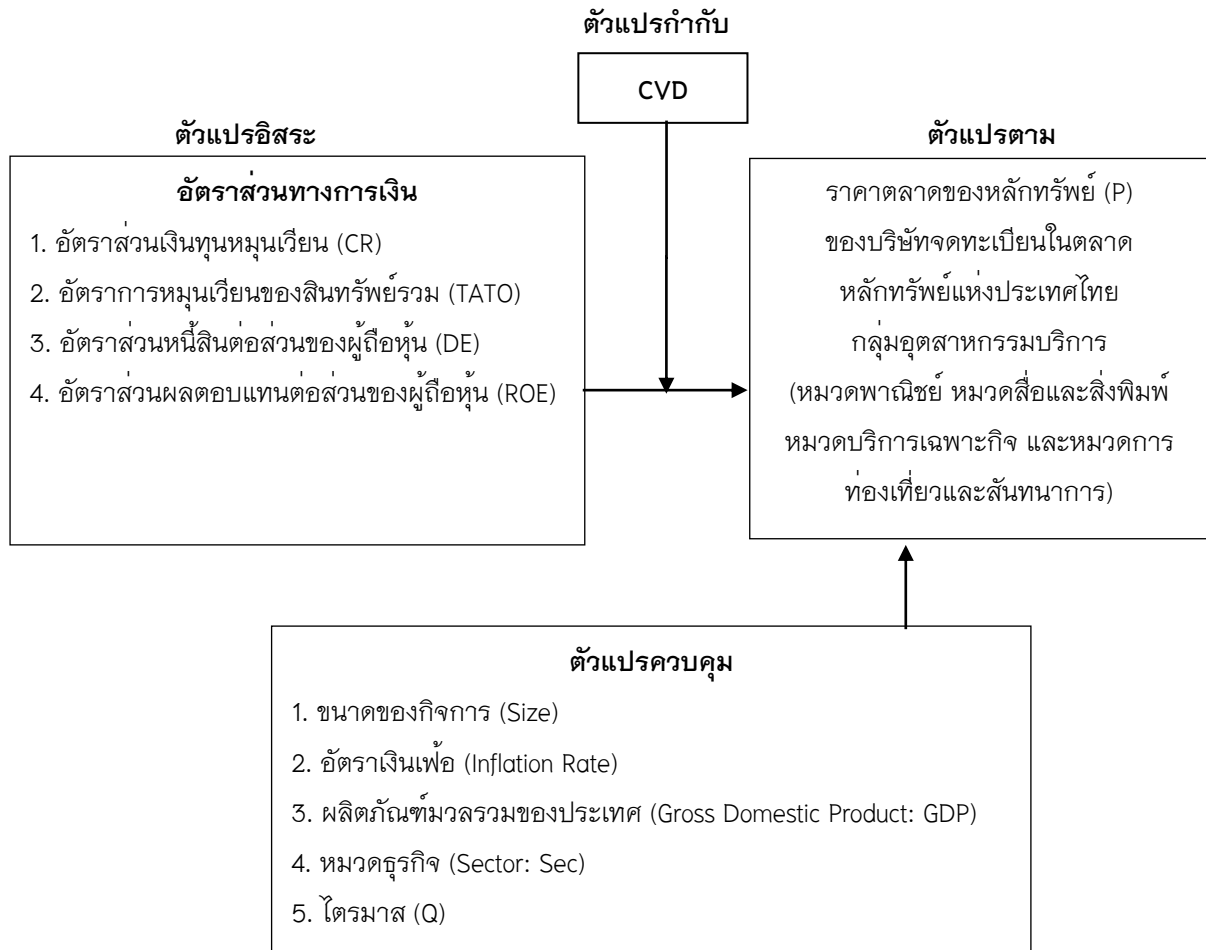 ตัวแปรกำกับ
CVD
ตัวแปรอิสระ
อัตราส่วนทางการเงิน
1. อัตราส่วนเงินทุนหมุนเวียน (CR)
2. อัตราการหมุนเวียนของสินทรัพย์รวม (TATO)
3. อัตราส่วนหนี้สินต่อส่วนของผู้ถือหุ้น (DE)
4. อัตราส่วนผลตอบแทนต่อส่วนของผู้ถือหุ้น (ROE)
ตัวแปรตาม
ราคาตลาดของหลักทรัพย์ (P)
ของบริษัทจดทะเบียนในตลาด
หลักทรัพย์แห่งประเทศไทย
กลุ่มอุตสาหกรรมบริการ
(หมวดพาณิชย์ หมวดสื่อและสิ่งพิมพ์
หมวดบริการเฉพาะกิจ และหมวดการ
ท่องเที่ยวและสันทนาการ)
ตัวแปรควบคุม
1. ขนาดของกิจการ (Size)
2. อัตราเงินเฟ้อ (Inflation Rate)
3. ผลิตภัณฑ์มวลรวมของประเทศ (Gross Domestic Product: GDP)
4. หมวดธุรกิจ (Sector: Sec)
5. ไตรมาส (Q)